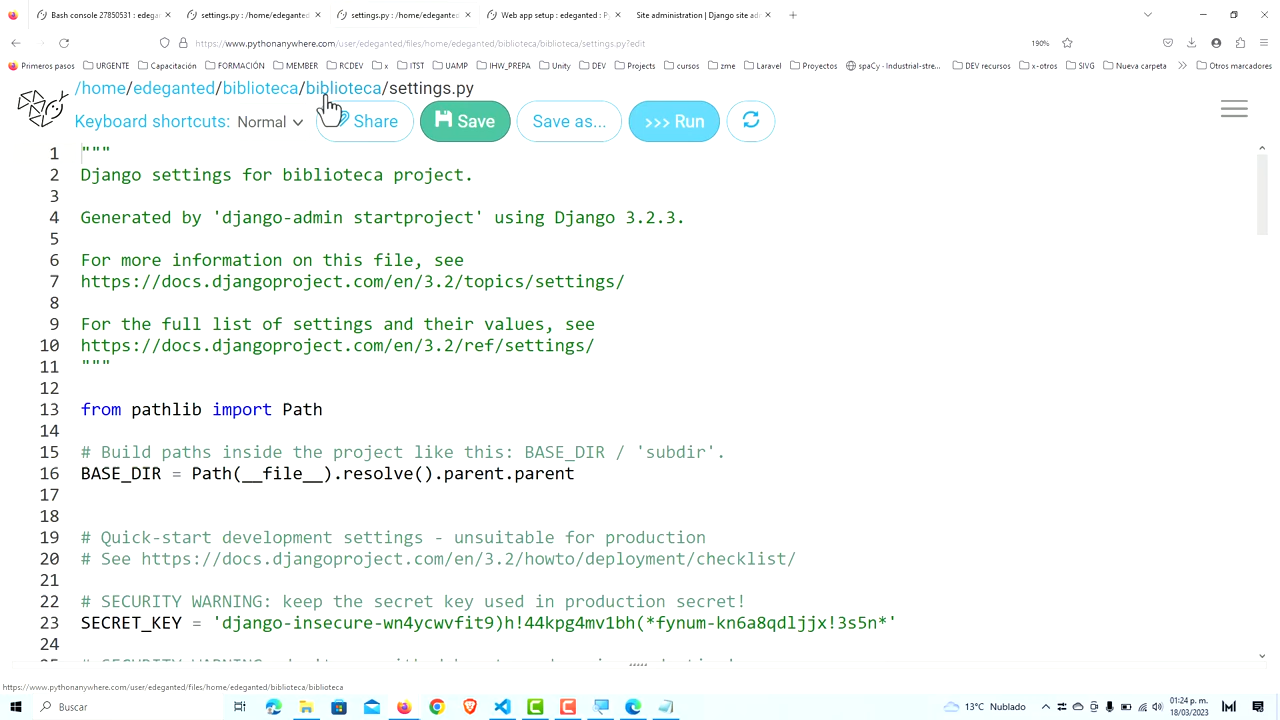 Bash console 27850531 : edega
settings.py : /home/edeganted
settings.py : /home/edeganted
Web app setup : edeganted : P
Site administration | Django site ad
https://www.pythonanywhere.com/user/edeganted/files/home/edeganted/biblioteca/biblioteca/settings.py?edit
190%
Primeros pasos URGENTE Capacitación FORMACIÓN MEMBER RCDEV x ITST UAMP IHW_PREPA Unity DEV Projects cursos zme Laravel Proyectos spaCy - Industrial-stre... DEV recursos x-otros SIVG Nueva carpeta Otros marcadores
/home/edeganted/biblioteca/biblioteca/settings.py
Keyboard shortcuts: Normal Share Save Save as... >>> Run
1 """
2 Django settings for biblioteca project.
3
4 Generated by 'django-admin startproject' using Django 3.2.3.
5
6 For more information on this file, see
7 https://docs.djangoproject.com/en/3.2/topics/settings/
8
9 For the full list of settings and their values, see
10 https://docs.djangoproject.com/en/3.2/ref/settings/
11 """
12
13 from pathlib import Path
14
15 # Build paths inside the project like this: BASE_DIR / 'subdir'.
16 BASE_DIR = Path(__file__).resolve().parent.parent
17
18
19 # Quick-start development settings - unsuitable for production
20 # See https://docs.djangoproject.com/en/3.2/howto/deployment/checklist/
21
22 # SECURITY WARNING: keep the secret key used in production secret!
23 SECRET_KEY = 'django-insecure-wn4ycwvfit9)h!44kpg4mv1bh(*fynum-kn6a8qdljjx!3s5n*'
24
https://www.pythonanywhere.com/user/edeganted/files/home/edeganted/biblioteca/biblioteca
Buscar
13°C Nublado
01:24 p.m.
18/03/2023